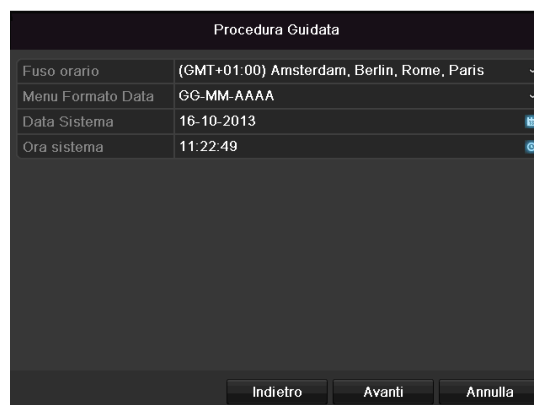 Procedura Guidata
Fuso orario (GMT+01:00) Amsterdam, Berlin, Rome, Paris
Menu Formato Data GG-MM-AAAA
Data Sistema 16-10-2013
Ora sistema 11:22:49
Indietro Avanti Annulla